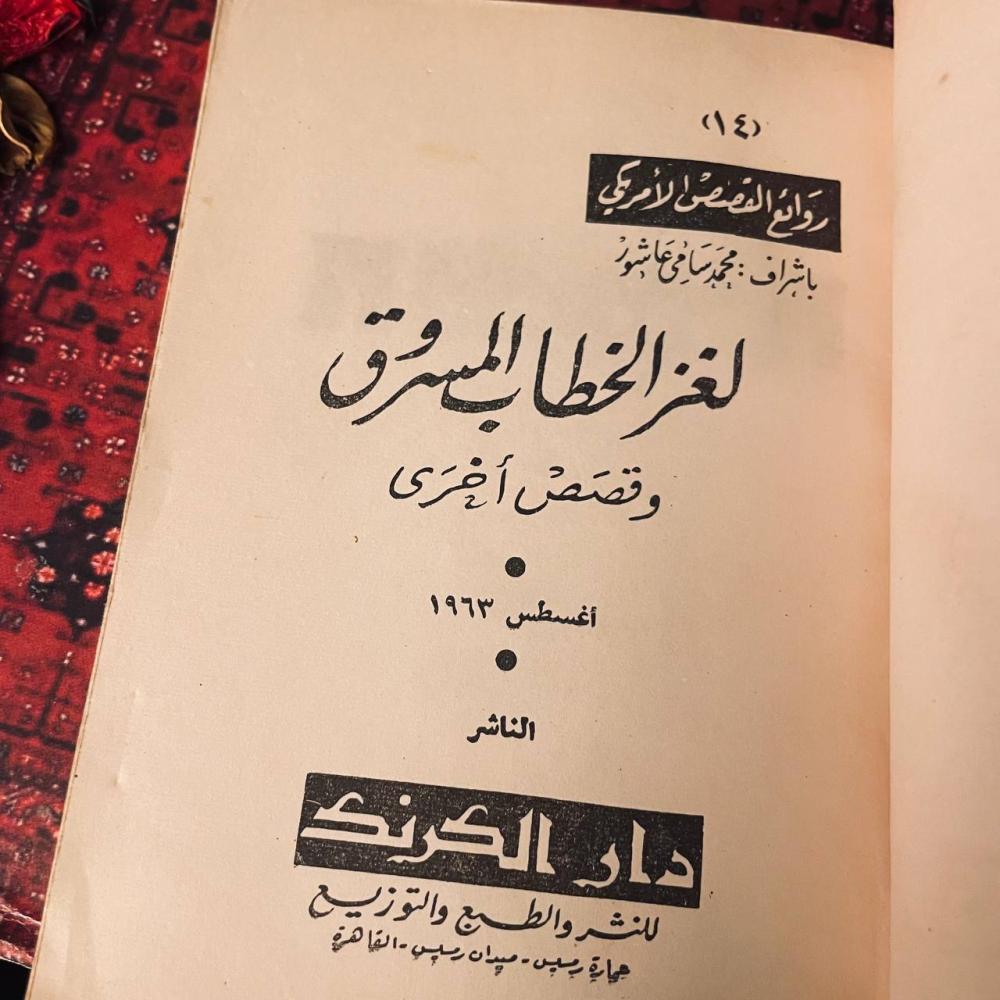 (١٤)
روائع القصص الأمريكي
باشراف : محمد سامي عاشور
لغز الخطاب المسروق
وقصص أخرى
أغسطس ١٩٦٣
الناشر
دار الكرنك
للنشر والطبع والتوزيع
عمارة رمسيس - ميدان رمسيس - القاهرة